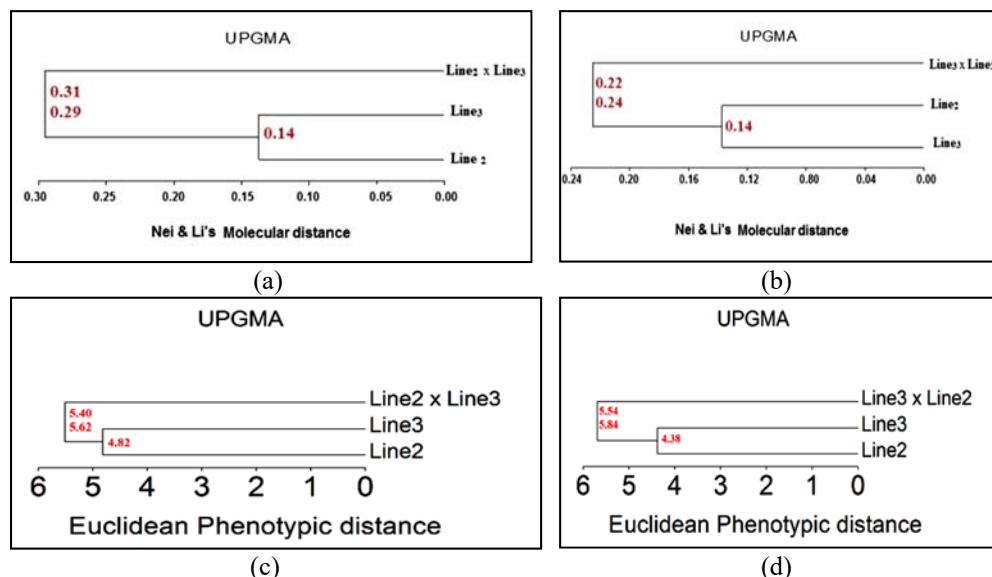 UPGMA
Line2 x Line3
0.31
0.29
Line3
0.14
Line 2
0.30 0.25 0.20 0.15 0.10 0.05 0.00
Nei & Li's Molecular distance
(a)
UPGMA
Line3 x Line
0.22
0.24
Line2
0.14
Line3
0.24 0.20 0.16 0.12 0.80 0.00
Nei & Li's Molecular distance
(b)
UPGMA
Line2 x Line3
5.40
5.62
Line3
4.82
Line2
6 5 4 3 2 1 0
Euclidean Phenotypic distance
(c)
UPGMA
Line3 x Line2
5.54
5.84
Line3
4.38
Line2
6 5 4 3 2 1 0
Euclidean Phenotypic distance
(d)